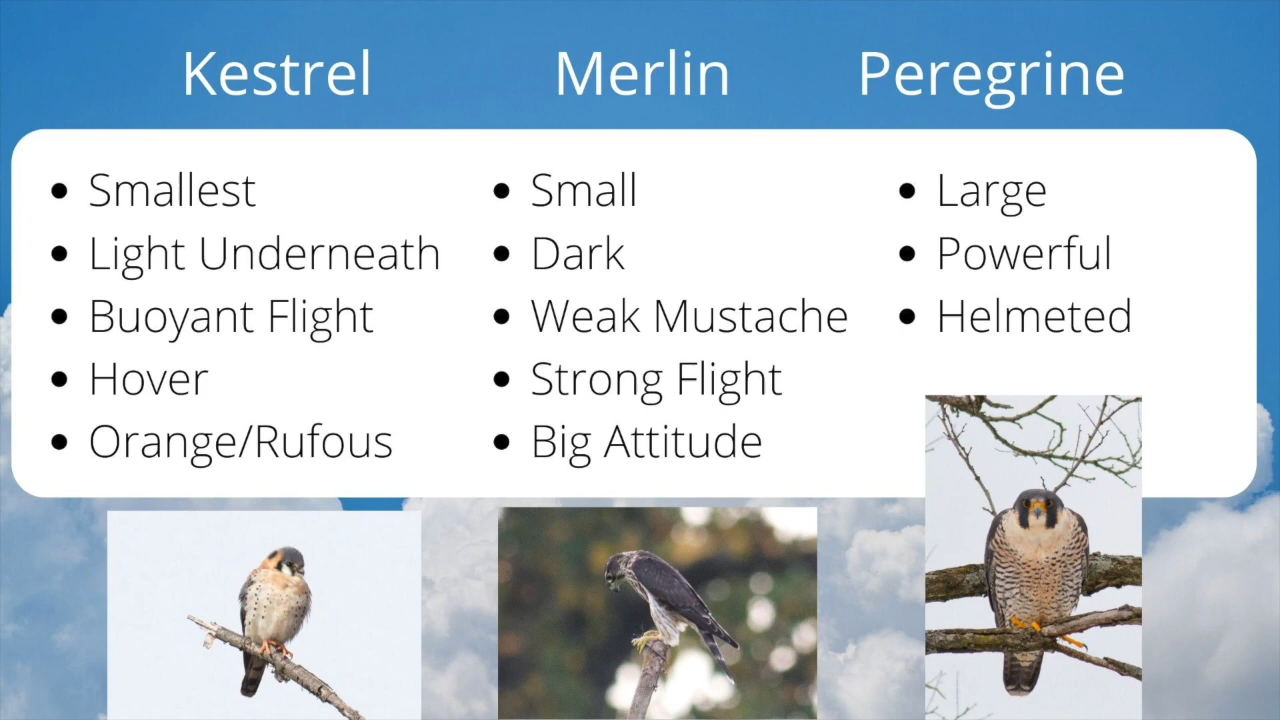 Kestrel
Merlin
Peregrine
• Smallest
• Light Underneath
• Buoyant Flight
• Hover
• Orange/Rufous
• Small
• Dark
• Weak Mustache
• Strong Flight
• Big Attitude
• Large
• Powerful
• Helmeted